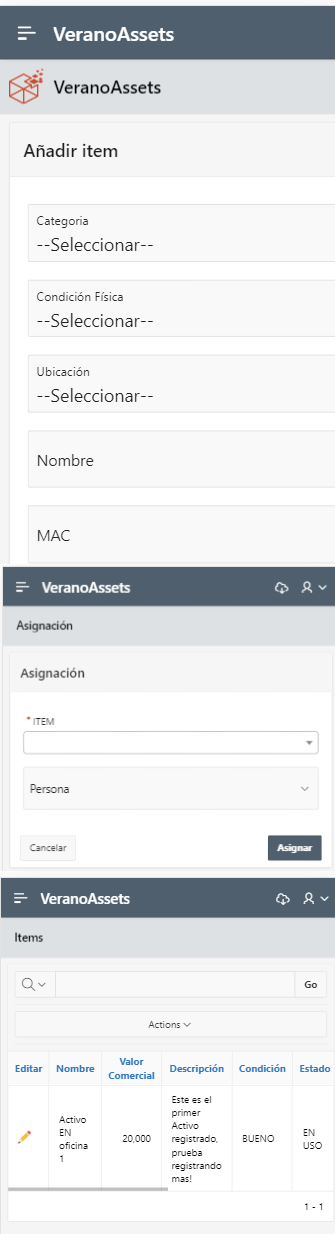 VeranoAssets
VeranoAssets
Añadir item
Categoria
--Seleccionar--
Condición Física
--Seleccionar--
Ubicación
--Seleccionar--
Nombre
MAC
VeranoAssets
Asignación
Asignación
* ITEM
Persona
Cancelar
Asignar
VeranoAssets
Items
Go
Actions
Editar
Nombre
Valor
Comercial
Descripción
Condición
Estado
Activo
EN
oficina
1
20,000
Este es el
primer
Activo
registrado,
prueba
registrando
mas!
BUENO
EN
USO
1 - 1